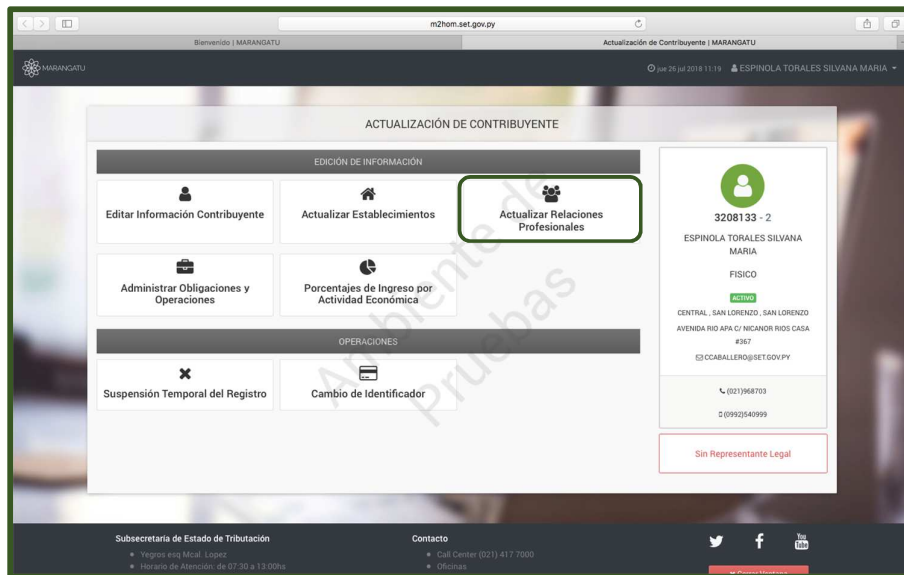 m2hom.set.gov.py
Bienvenido | MARANGATU
Actualización de Contribuyente | MARANGATU
MARANGATU
jue 26 jul 2018 11:19
ESPINOLA TORALES SILVANA MARIA
ACTUALIZACIÓN DE CONTRIBUYENTE
EDICIÓN DE INFORMACIÓN
Editar Información Contribuyente
Actualizar Establecimientos
Actualizar Relaciones
Profesionales
Administrar Obligaciones y
Operaciones
Porcentajes de Ingreso por
Actividad Económica
OPERACIONES
Suspensión Temporal del Registro
Cambio de Identificador
Ambiente de
Pruebas
3208133 - 2
ESPINOLA TORALES SILVANA
MARIA
FISICO
ACTIVO
CENTRAL , SAN LORENZO , SAN LORENZO
AVENIDA RIO APA C/ NICANOR RIOS CASA
#367
CCABALLERO@SET.GOV.PY
(021)968703
(0992)540999
Sin Representante Legal
Subsecretaría de Estado de Tributación
Yegros esq Mcal. Lopez
Horario de Atención: de 07:30 a 13:00hs
Contacto
Call Center (021) 417 7000
Oficinas
You
Tube
Cerrar Ventana